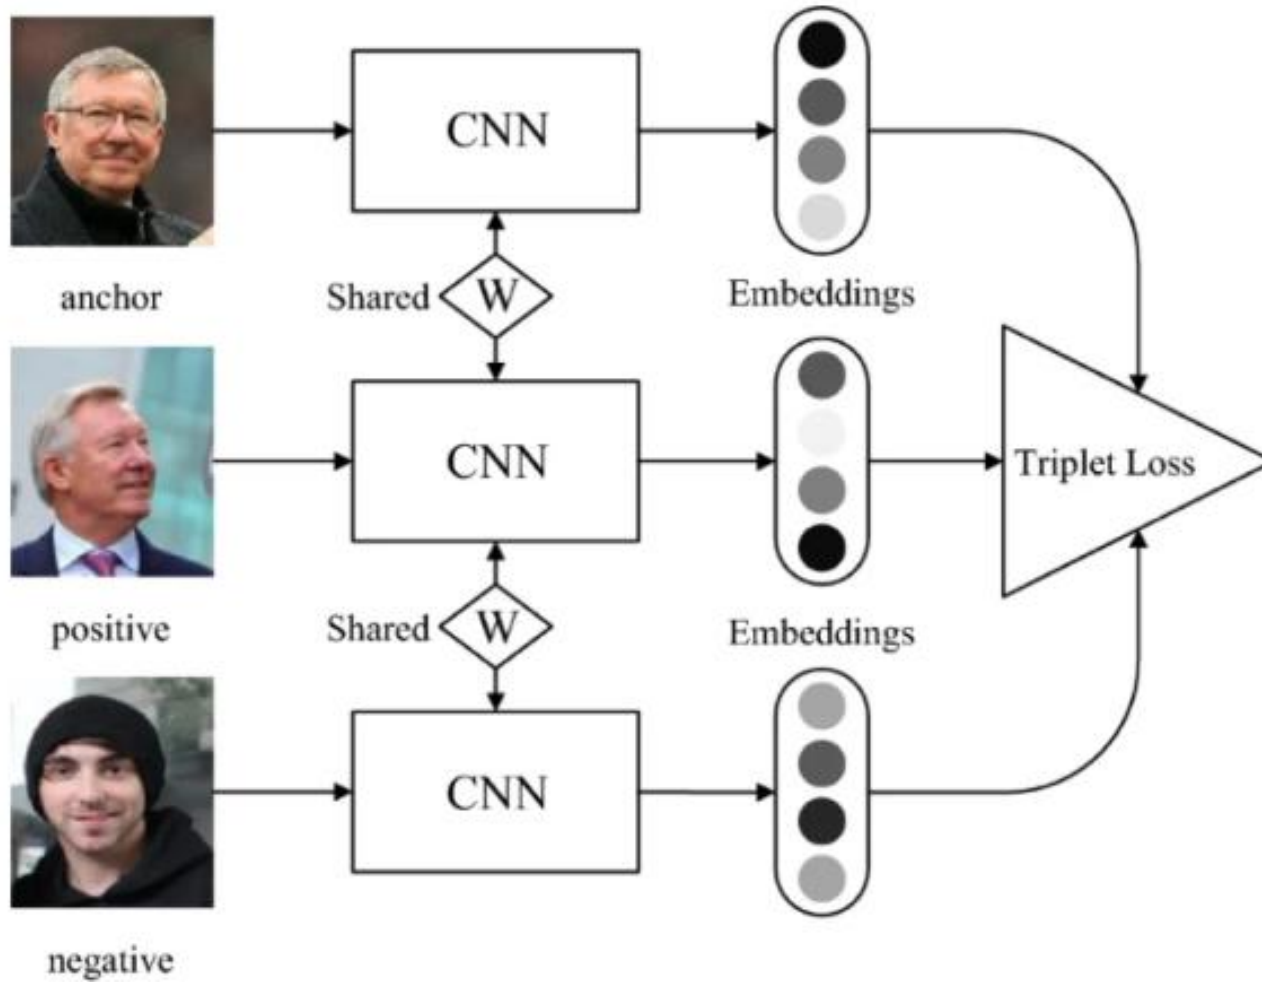 CNN
anchor
Shared
W
Embeddings
CNN
Triplet Loss
positive
Shared
W
Embeddings
CNN
negative